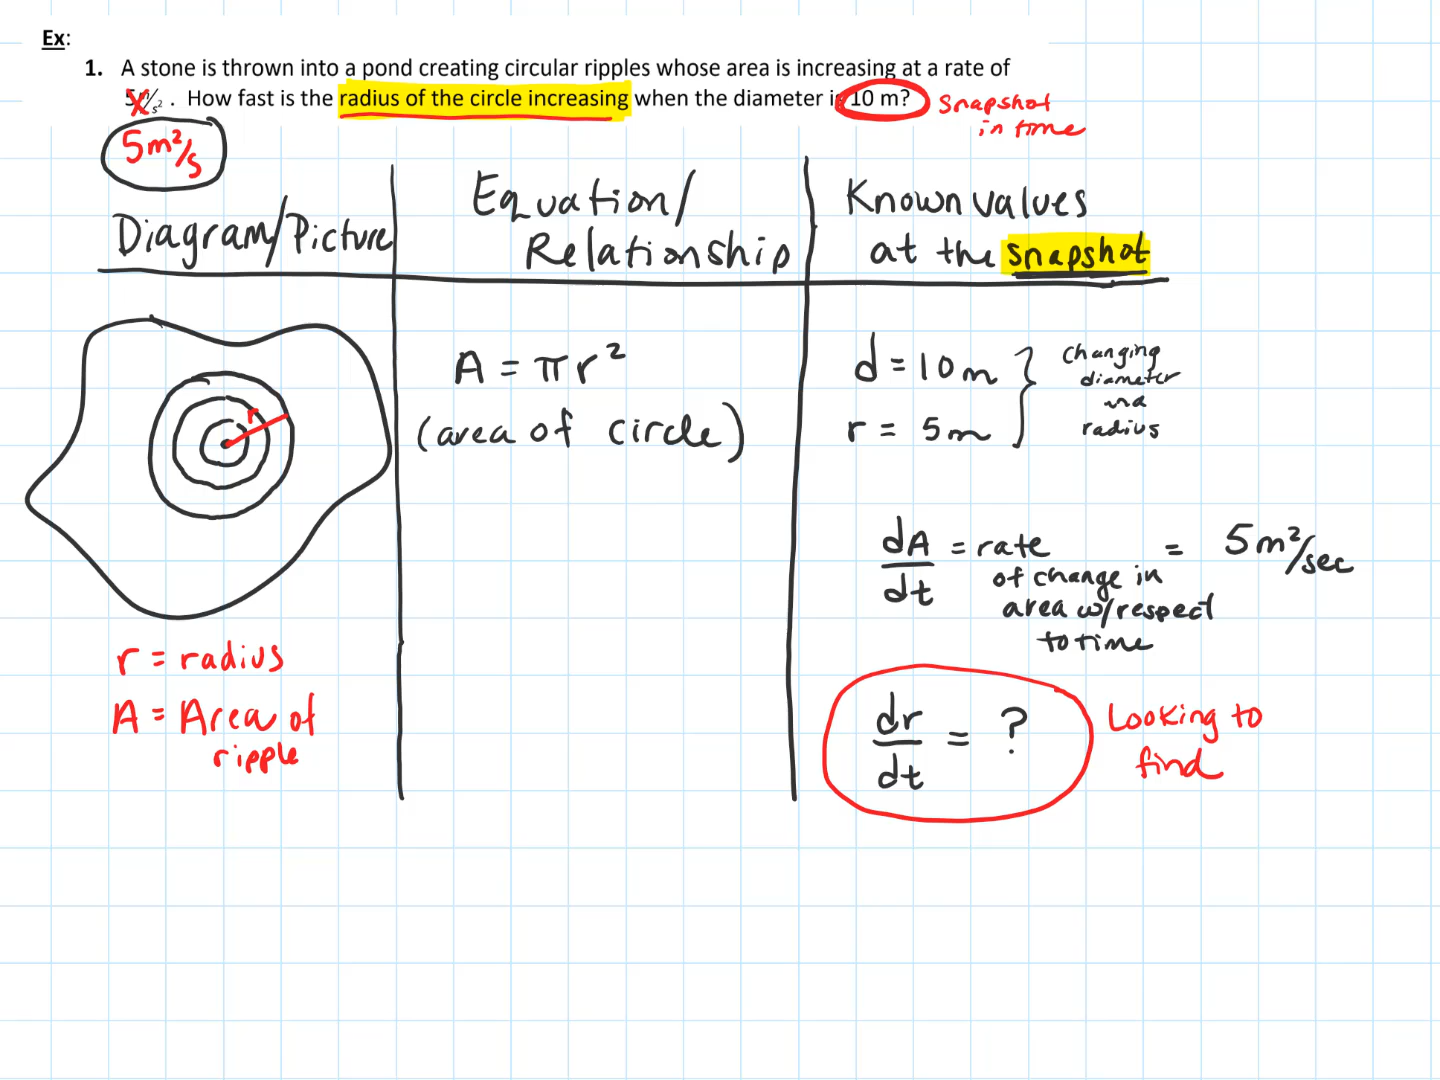 Ex:
1. A stone is thrown into a pond creating circular ripples whose area is increasing at a rate of
. How fast is the radius of the circle increasing when the diameter is 10 m?
Snapshot
in time
5m²/s
Diagram/Picture
Equation/
Relationship
Known values
at the snapshot
r
r = radius
A = Area of
ripple
A = πr²
(area of circle)
d = 10m
r = 5m
changing
diameter
and
radius
dA/dt = rate
of change in
area w/respect
to time
= 5m²/sec
dr/dt = ?
Looking to
find